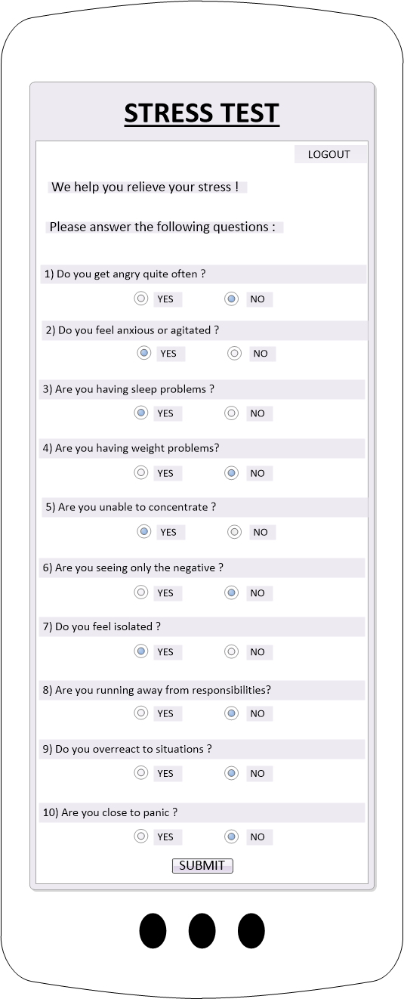 STRESS TEST
LOGOUT
We help you relieve your stress !
Please answer the following questions :
1) Do you get angry quite often ?
YES NO
2) Do you feel anxious or agitated ?
YES NO
3) Are you having sleep problems ?
YES NO
4) Are you having weight problems?
YES NO
5) Are you unable to concentrate ?
YES NO
6) Are you seeing only the negative ?
YES NO
7) Do you feel isolated ?
YES NO
8) Are you running away from responsibilities?
YES NO
9) Do you overreact to situations ?
YES NO
10) Are you close to panic ?
YES NO
SUBMIT